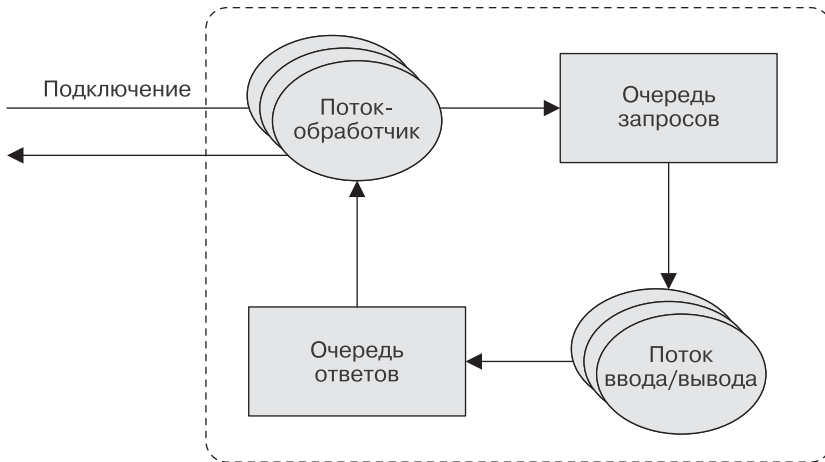 Подключение
Поток-
обработчик
Очередь
запросов
Очередь
ответов
Поток
ввода/вывода